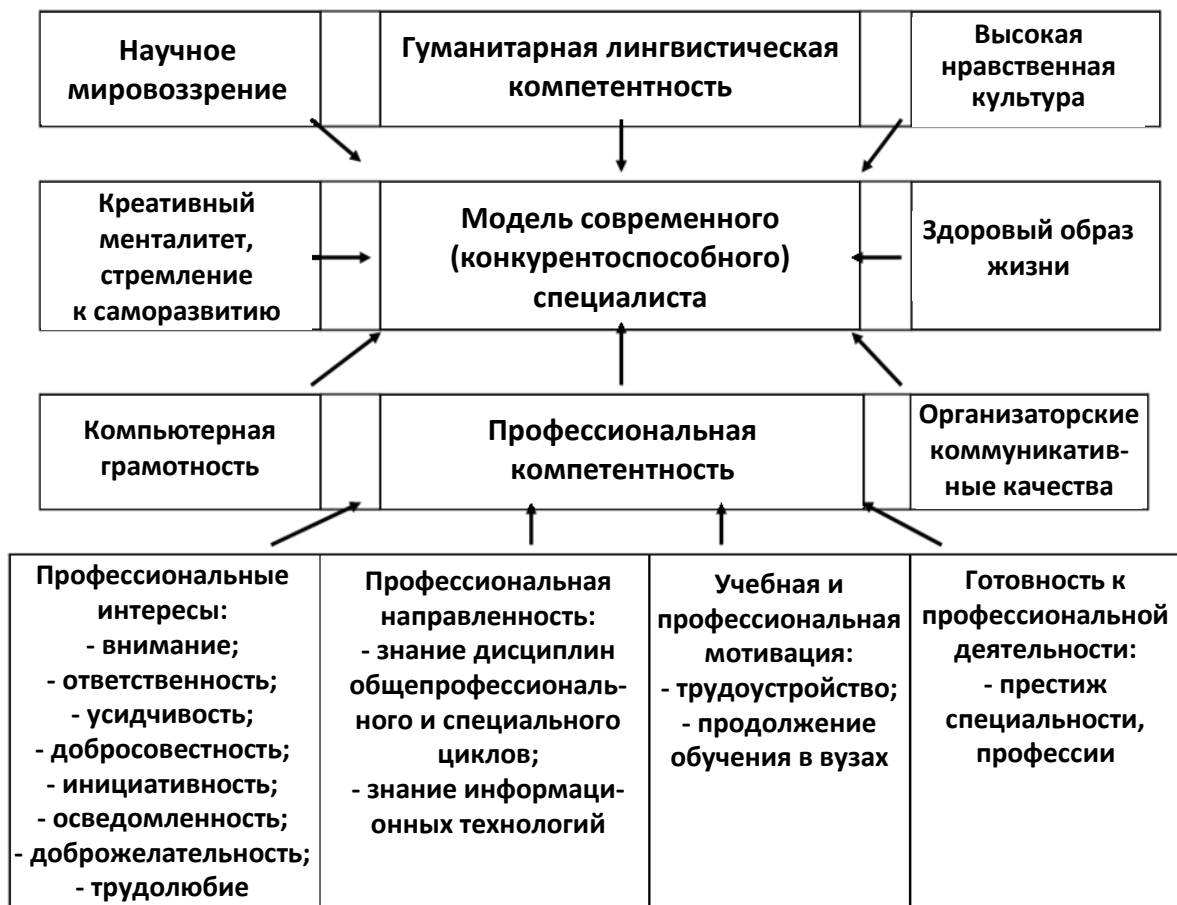 Научное
мировоззрение
Гуманитарная лингвистическая
компетентность
Высокая
нравственная
культура
Креативный
менталитет,
стремление
к саморазвитию
Модель современного
(конкурентоспособного)
специалиста
Здоровый образ
жизни
Компьютерная
грамотность
Профессиональная
компетентность
Организаторские
коммуникатив-
ные качества
Профессиональные
интересы:
- внимание;
- ответственность;
- усидчивость;
- добросовестность;
- инициативность;
- осведомленность;
- доброжелательность;
- трудолюбие
Профессиональная
направленность:
- знание дисциплин
общепрофессиональ-
ного и специального
циклов;
- знание информаци-
онных технологий
Учебная и
профессиональная
мотивация:
- трудоустройство;
- продолжение
обучения в вузах
Готовность к
профессиональной
деятельности:
- престиж
специальности,
профессии